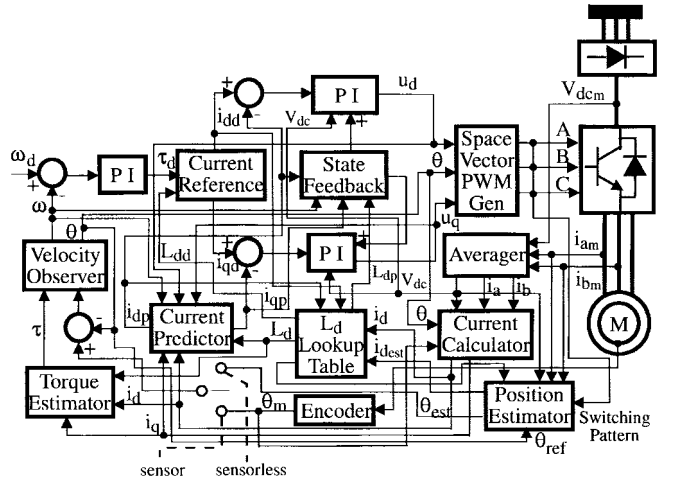 V_dcm
u_d
+
-
P I
i_dd
V_dc
+
ω_d
+
-
P I
τ_d
Current
Reference
State
Feedback
θ
Space
Vector
PWM
Gen
A
B
C
ω
θ
u_q
Velocity
Observer
L_dd
i_qd
+
-
P I
+
L_dp
V_dc
Averager
i_am
i_bm
i_a
i_b
-
+
i_dp
Current
Predictor
i_qp
L_d
L_d
Lookup
Table
i_d
i_dest
θ
Current
Calculator
M
τ
Torque
Estimator
i_d
i_q
θ_m
Encoder
θ_est
Position
Estimator
Switching
Pattern
θ_ref
sensor
sensorless